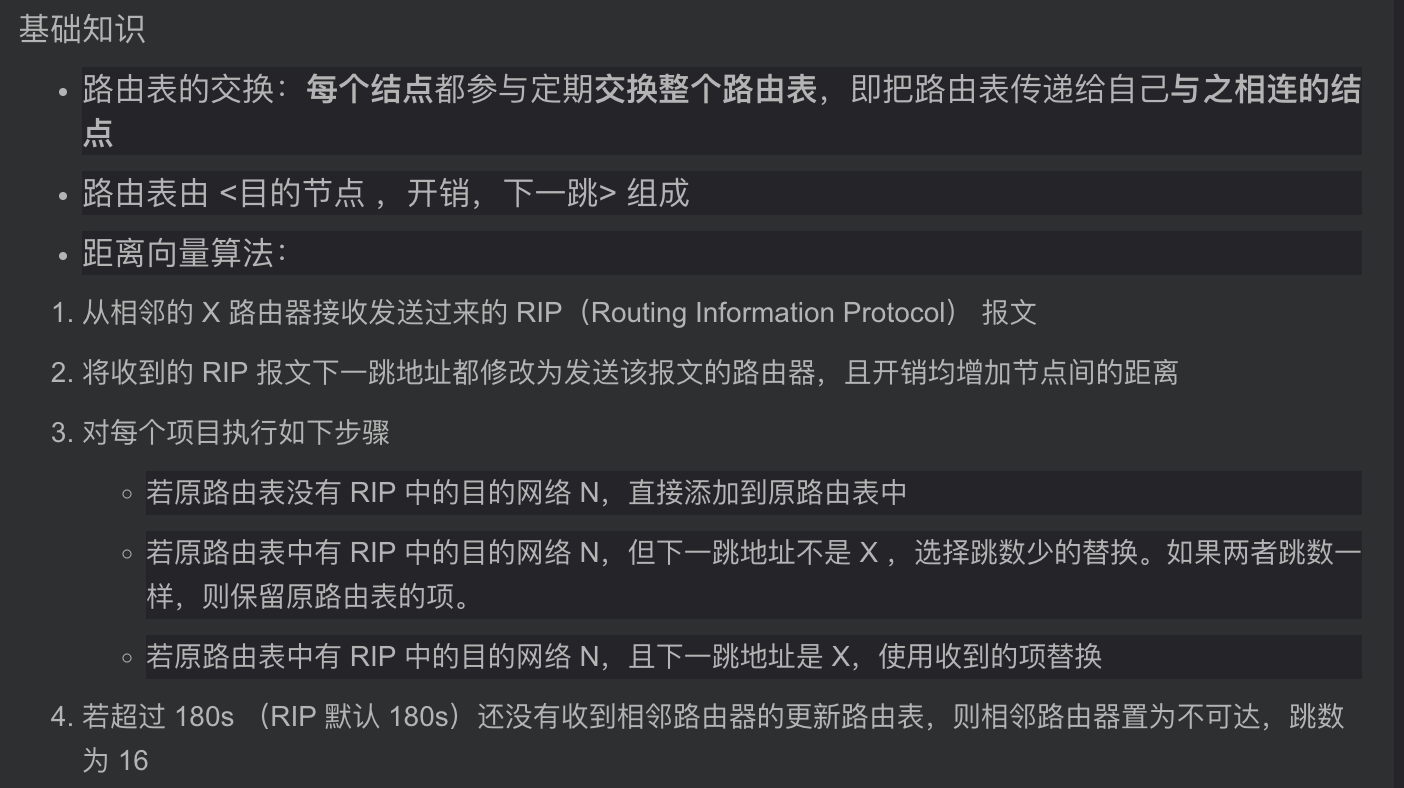 基础知识
• 路由表的交换：每个结点都参与定期交换整个路由表，即把路由表传递给自己与之相连的结
点
• 路由表由 <目的节点 ，开销，下一跳> 组成
• 距离向量算法：
1. 从相邻的 X 路由器接收发送过来的 RIP（Routing Information Protocol） 报文
2. 将收到的 RIP 报文下一跳地址都修改为发送该报文的路由器，且开销均增加节点间的距离
3. 对每个项目执行如下步骤
◦ 若原路由表没有 RIP 中的目的网络 N，直接添加到原路由表中
◦ 若原路由表中有 RIP 中的目的网络 N，但下一跳地址不是 X ，选择跳数少的替换。如果两者跳数一
样，则保留原路由表的项。
◦ 若原路由表中有 RIP 中的目的网络 N，且下一跳地址是 X，使用收到的项替换
4. 若超过 180s （RIP 默认 180s）还没有收到相邻路由器的更新路由表，则相邻路由器置为不可达，跳数
为 16